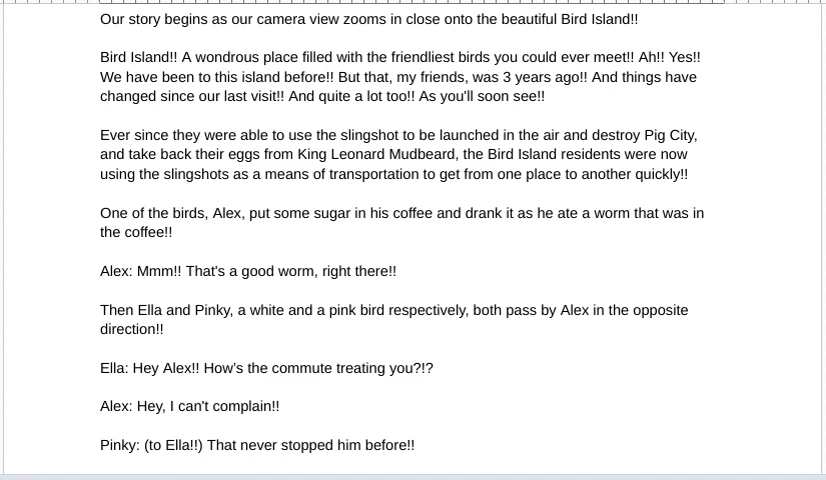 Our story begins as our camera view zooms in close onto the beautiful Bird Island!!
Bird Island!! A wondrous place filled with the friendliest birds you could ever meet!! Ah!! Yes!!
We have been to this island before!! But that, my friends, was 3 years ago!! And things have
changed since our last visit!! And quite a lot too!! As you'll soon see!!
Ever since they were able to use the slingshot to be launched in the air and destroy Pig City,
and take back their eggs from King Leonard Mudbeard, the Bird Island residents were now
using the slingshots as a means of transportation to get from one place to another quickly!!
One of the birds, Alex, put some sugar in his coffee and drank it as he ate a worm that was in
the coffee!!
Alex: Mmm!! That's a good worm, right there!!
Then Ella and Pinky, a white and a pink bird respectively, both pass by Alex in the opposite
direction!!
Ella: Hey Alex!! How's the commute treating you?!?
Alex: Hey, I can't complain!!
Pinky: (to Ella!!) That never stopped him before!!